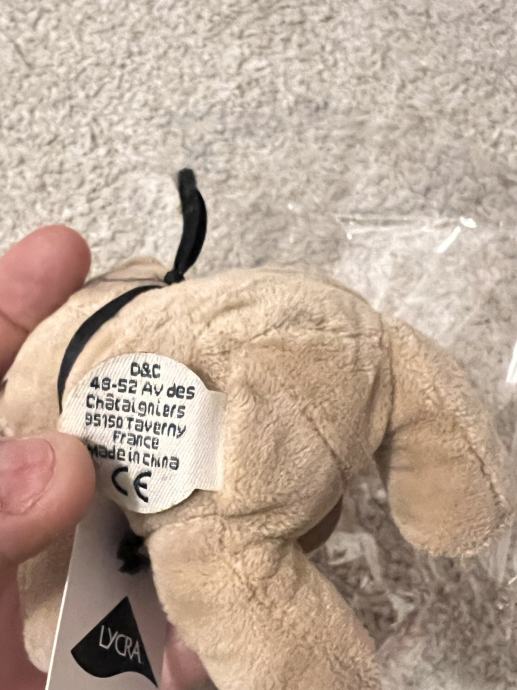 D&C
48-52 Av des
Châtaigniers
95150 Taverny
France
Made in China
CE
LYCRA